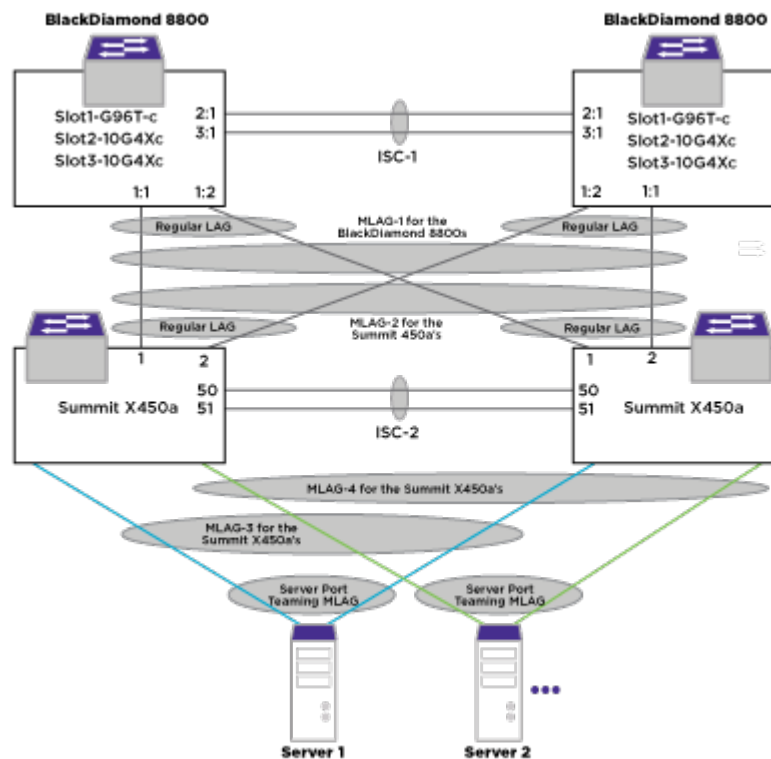 BlackDiamond 8800
BlackDiamond 8800
Slot1-G96T-c
Slot2-10G4Xc
Slot3-10G4Xc
2:1
3:1
1:1
1:2
ISC-1
2:1
3:1
Slot1-G96T-c
Slot2-10G4Xc
Slot3-10G4Xc
1:2
1:1
Regular LAG
MLAG-1 for the
BlackDiamond 8800s
Regular LAG
Regular LAG
MLAG-2 for the
Summit 450a's
Regular LAG
1
2
Summit X450a
50
51
ISC-2
1
2
50
51
Summit X450a
MLAG-4 for the Summit X450a's
MLAG-3 for the
Summit X450a's
Server Port
Teaming MLAG
Server Port
Teaming MLAG
Server 1
Server 2